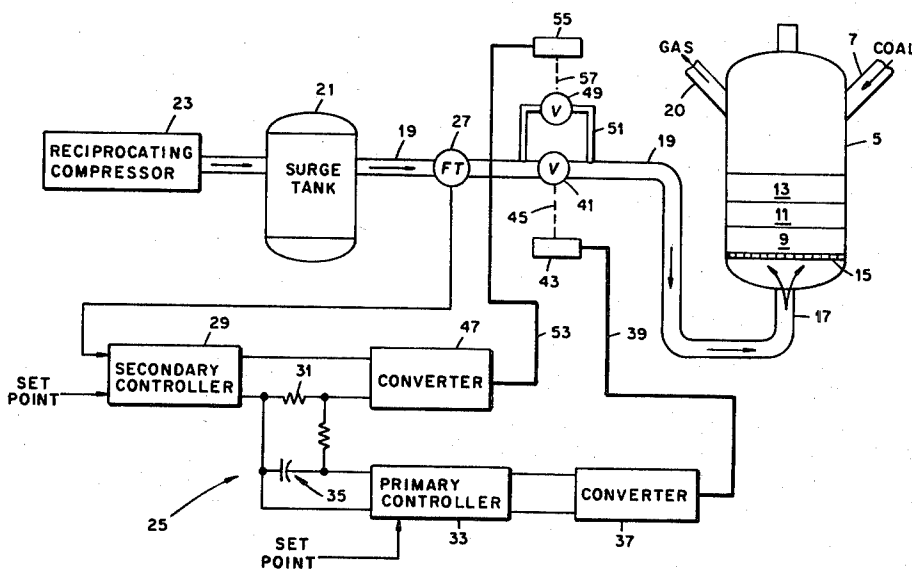 55
GAS
7
COAL
57
49
20
23
21
51
5
RECIPROCATING
COMPRESSOR
SURGE
TANK
19
27
FT
V
V
19
41
45
43
13
11
9
15
17
29
47
53
39
SECONDARY
CONTROLLER
31
CONVERTER
SET
POINT
35
PRIMARY
CONTROLLER
CONVERTER
25
33
37
SET
POINT